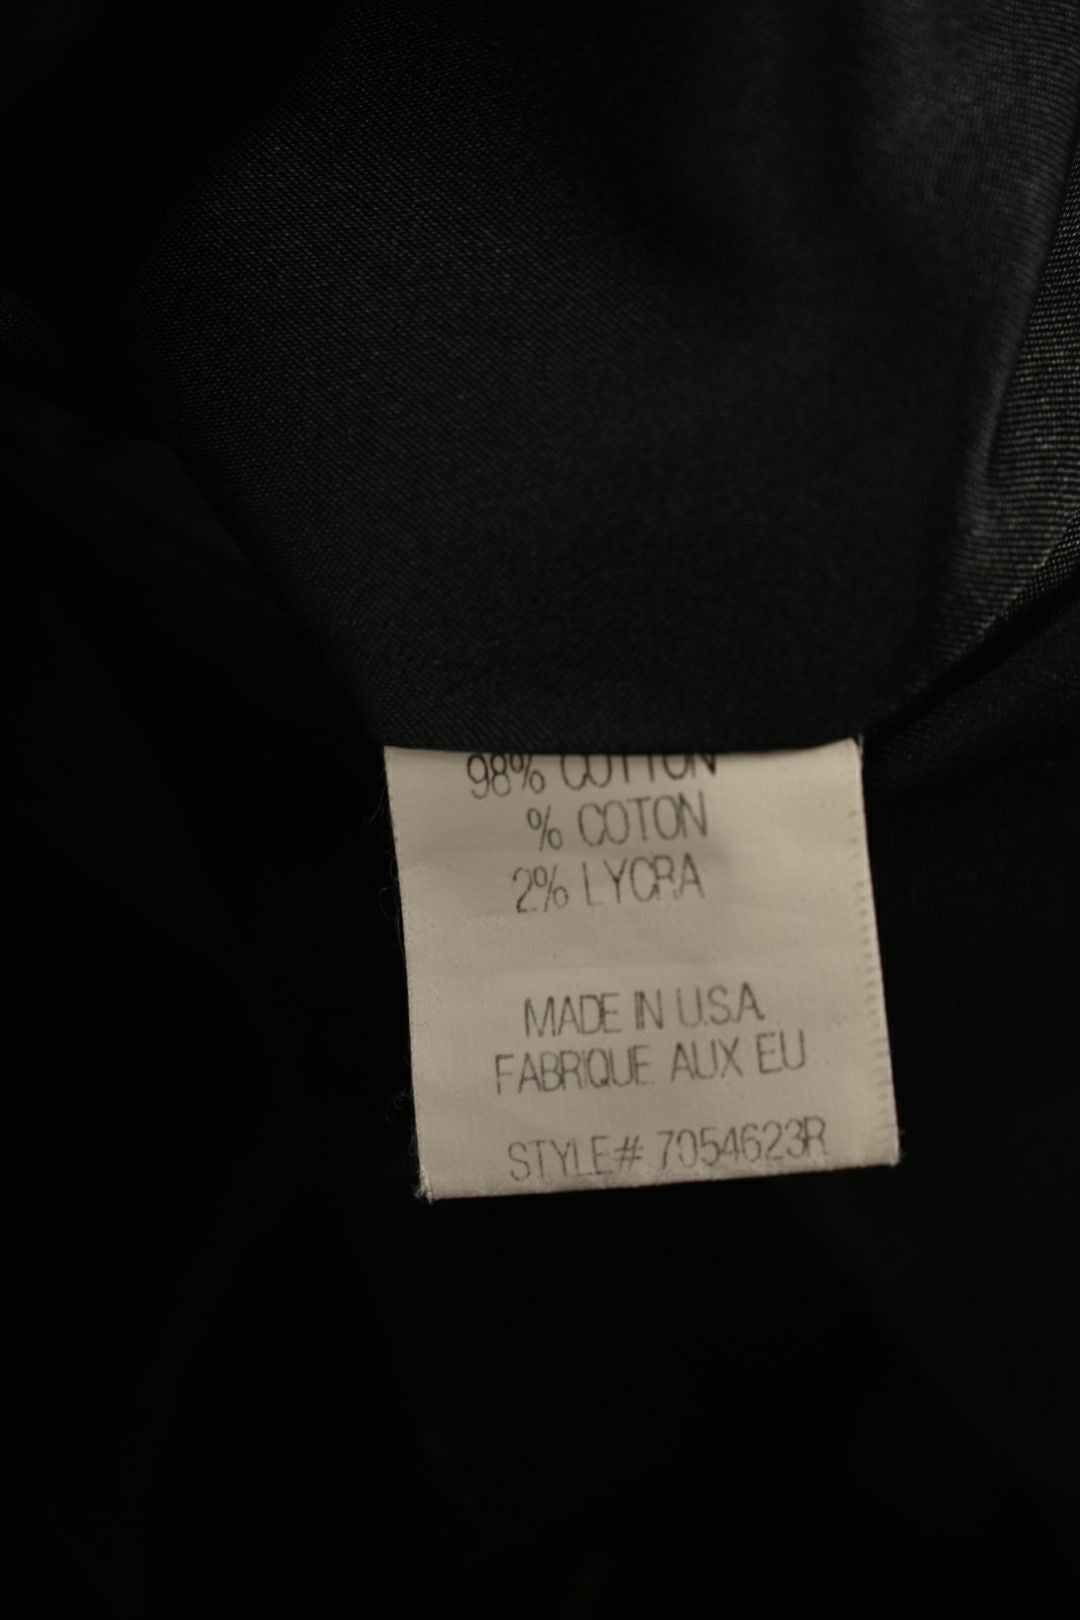 98% COTTON
% COTON
2% LYCRA
MADE IN U.S.A.
FABRIQUE AUX EU
STYLE# 7054623R